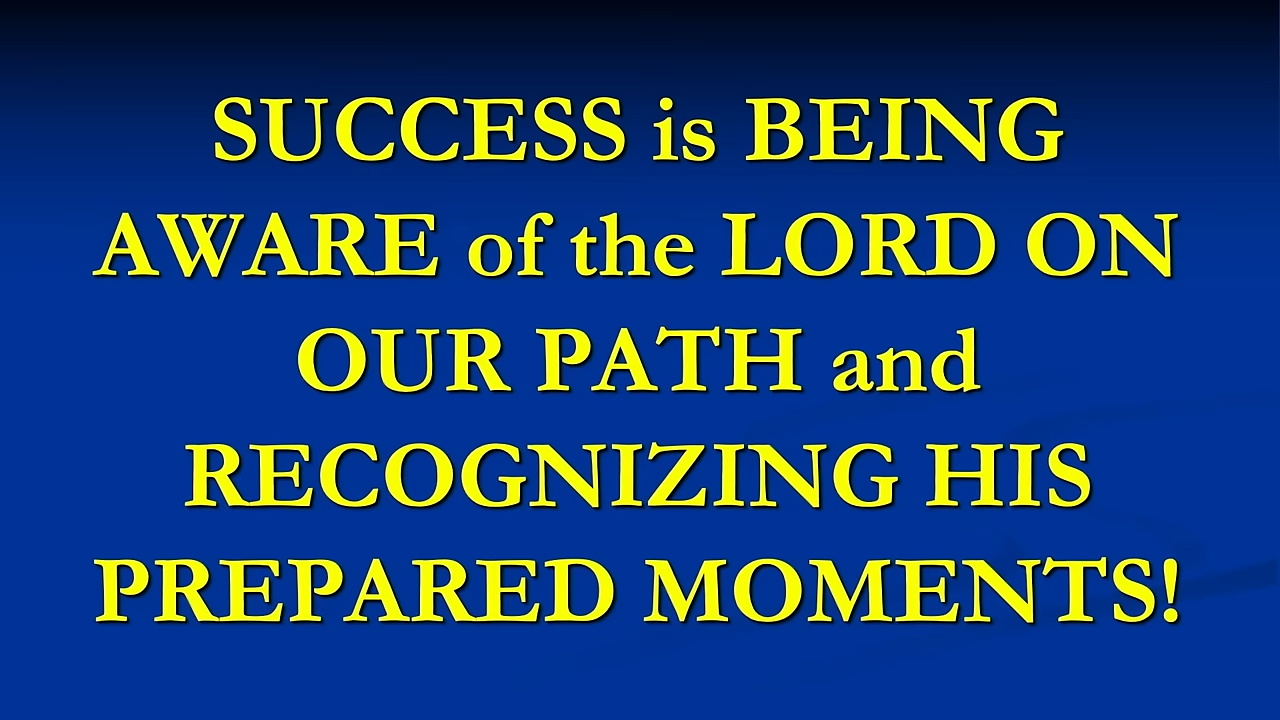 SUCCESS is BEING
AWARE of the LORD ON
OUR PATH and
RECOGNIZING HIS
PREPARED MOMENTS!